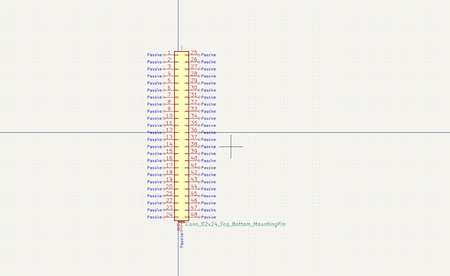 J
Passive 1 25 Passive
Passive 2 26 Passive
Passive 3 27 Passive
Passive 4 28 Passive
Passive 5 29 Passive
Passive 6 30 Passive
Passive 7 31 Passive
Passive 8 32 Passive
Passive 9 33 Passive
Passive 10 34 Passive
Passive 11 35 Passive
Passive 12 36 Passive
Passive 13 37 Passive
Passive 14 38 Passive
Passive 15 39 Passive
Passive 16 40 Passive
Passive 17 41 Passive
Passive 18 42 Passive
Passive 19 43 Passive
Passive 20 44 Passive
Passive 21 45 Passive
Passive 22 46 Passive
Passive 23 47 Passive
Passive 24 48 Passive
Conn_02x24_Top_Bottom_MountingPin
Passive